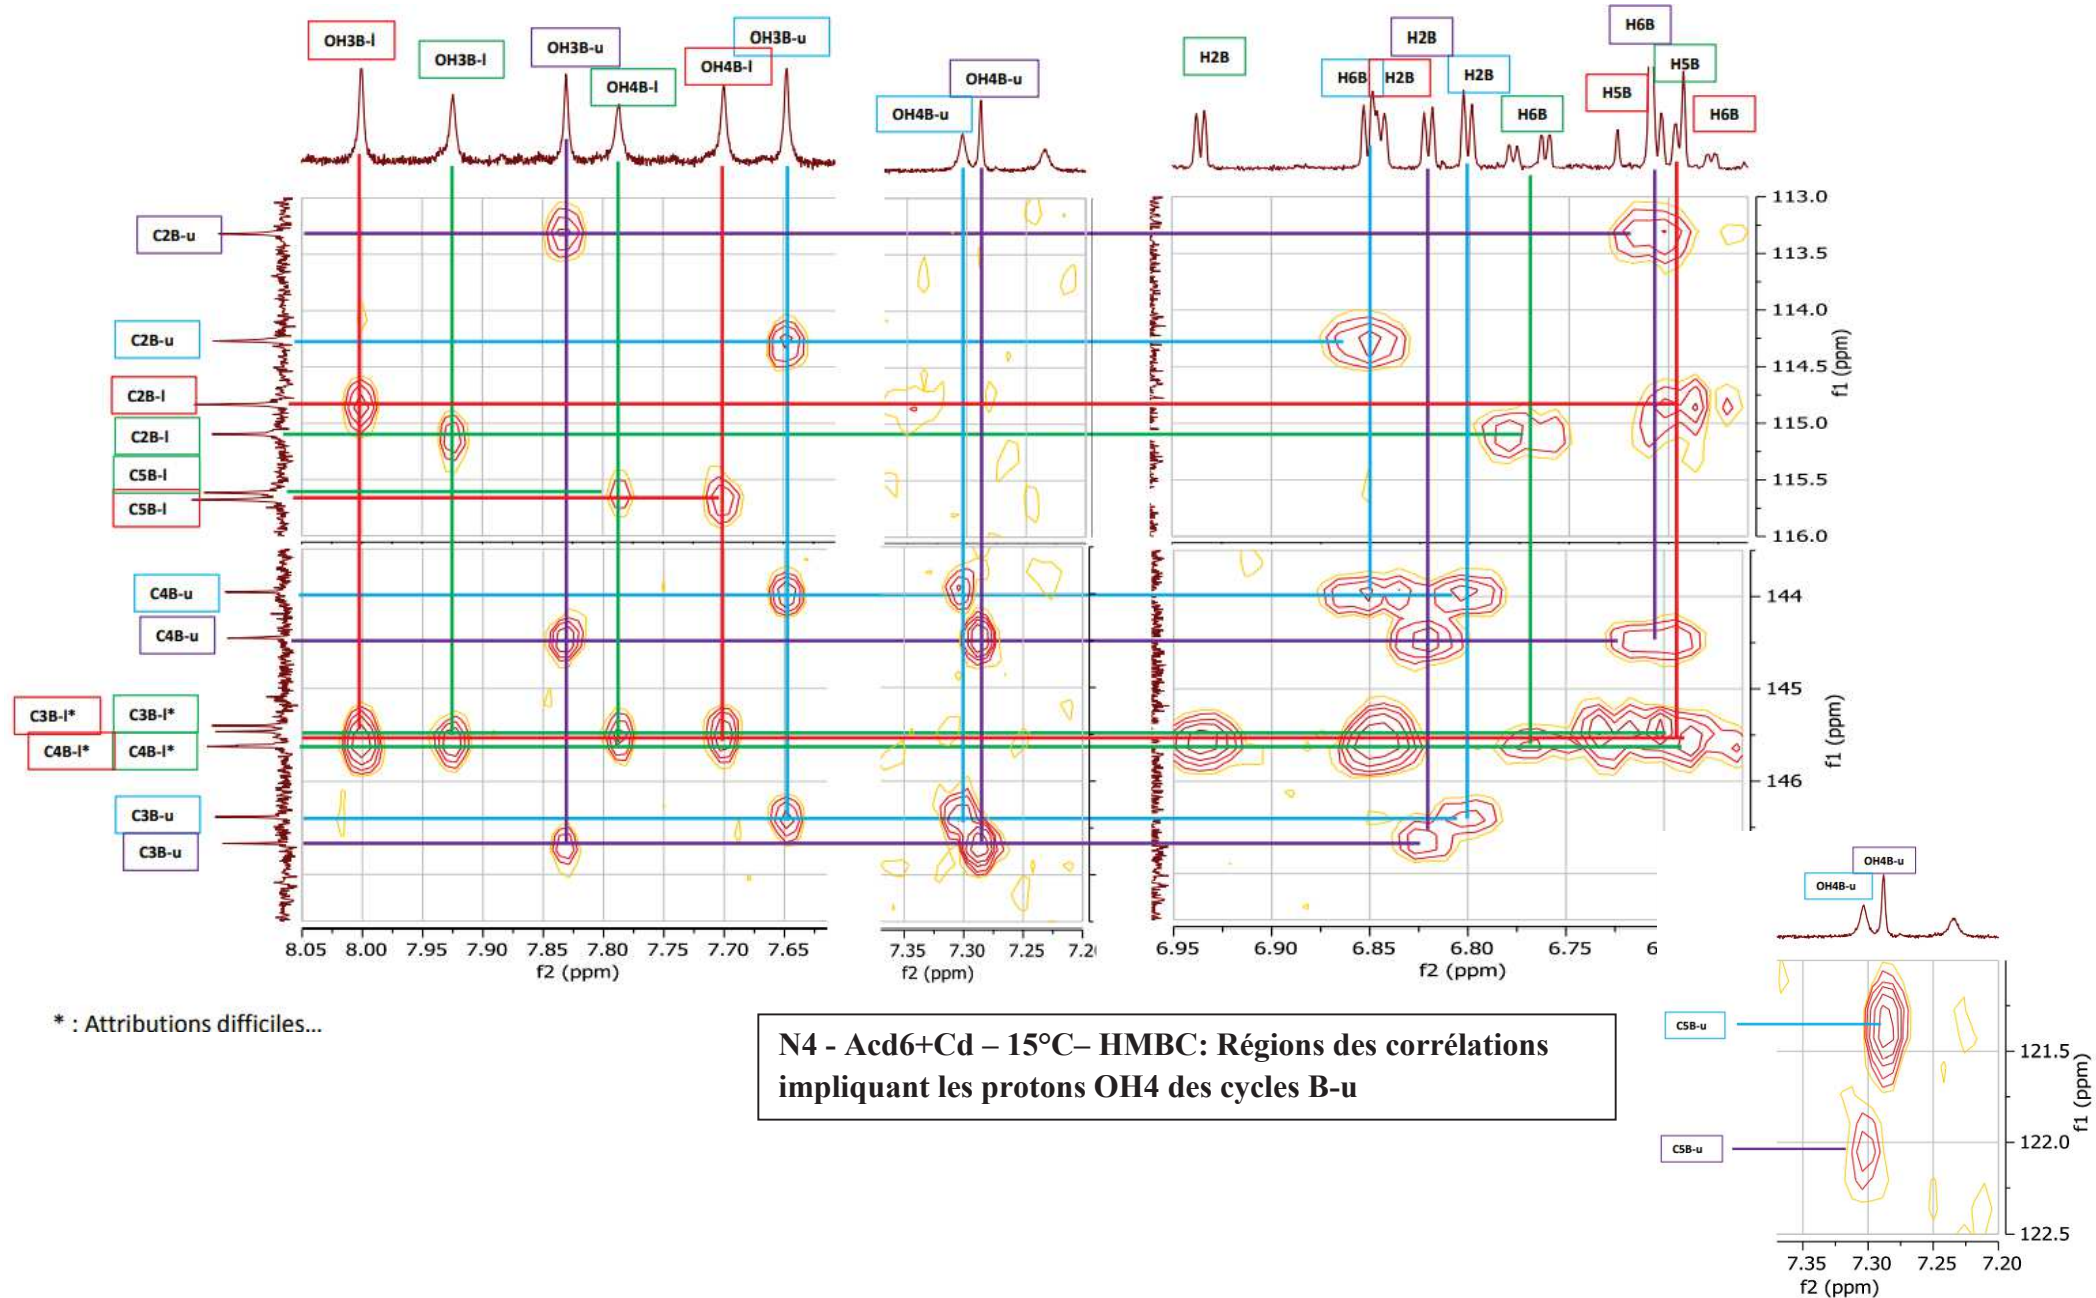 OH3B-l
OH3B-l
OH3B-u
OH4B-l
OH4B-l
OH3B-u
OH4B-u
OH4B-u
H2B
H6B
H2B
H2B
H2B
H6B
H5B
H6B
H5B
H6B
C2B-u
C2B-u
C2B-l
C2B-l
C5B-l
C5B-l
C4B-u
C4B-u
C3B-l*
C3B-l*
C4B-l*
C4B-l*
C3B-u
C3B-u
113.0
113.5
114.0
114.5
115.0
115.5
116.0
f1 (ppm)
144
145
146
f1 (ppm)
8.05 8.00 7.95 7.90 7.85 7.80 7.75 7.70 7.65
f2 (ppm)
7.35 7.30 7.25 7.20
f2 (ppm)
6.95 6.90 6.85 6.80 6.75 6
f2 (ppm)
OH4B-u
OH4B-u
C5B-u
C5B-u
121.5
122.0
122.5
f1 (ppm)
7.35 7.30 7.25 7.20
f2 (ppm)
* : Attributions difficiles...
N4 - Acd6+Cd – 15°C– HMBC: Régions des corrélations
impliquant les protons OH4 des cycles B-u